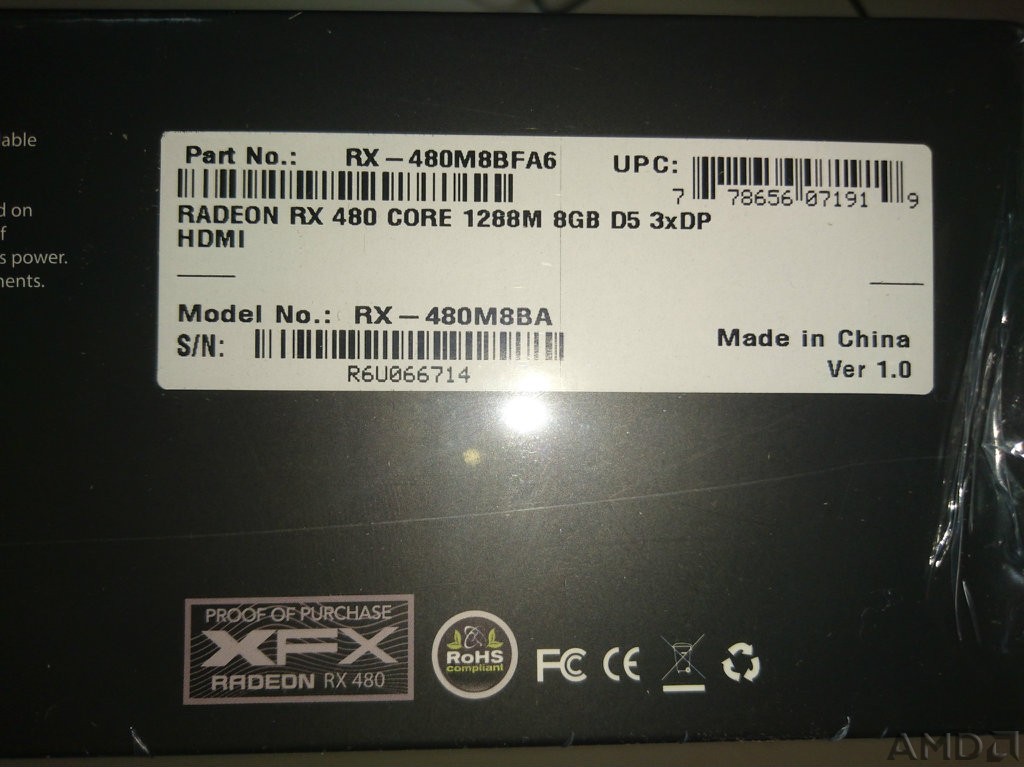 able
d on
f
s power.
nents.
Part No.: RX-480M8BFA6
UPC:
7 78656 07191 9
RADEON RX 480 CORE 1288M 8GB D5 3xDP
HDMI
Model No.: RX-480M8BA
S/N:
R6U066714
Made in China
Ver 1.0
PROOF OF PURCHASE
XFX
RADEON RX 480
RoHS
compliant
FC CE
AMD